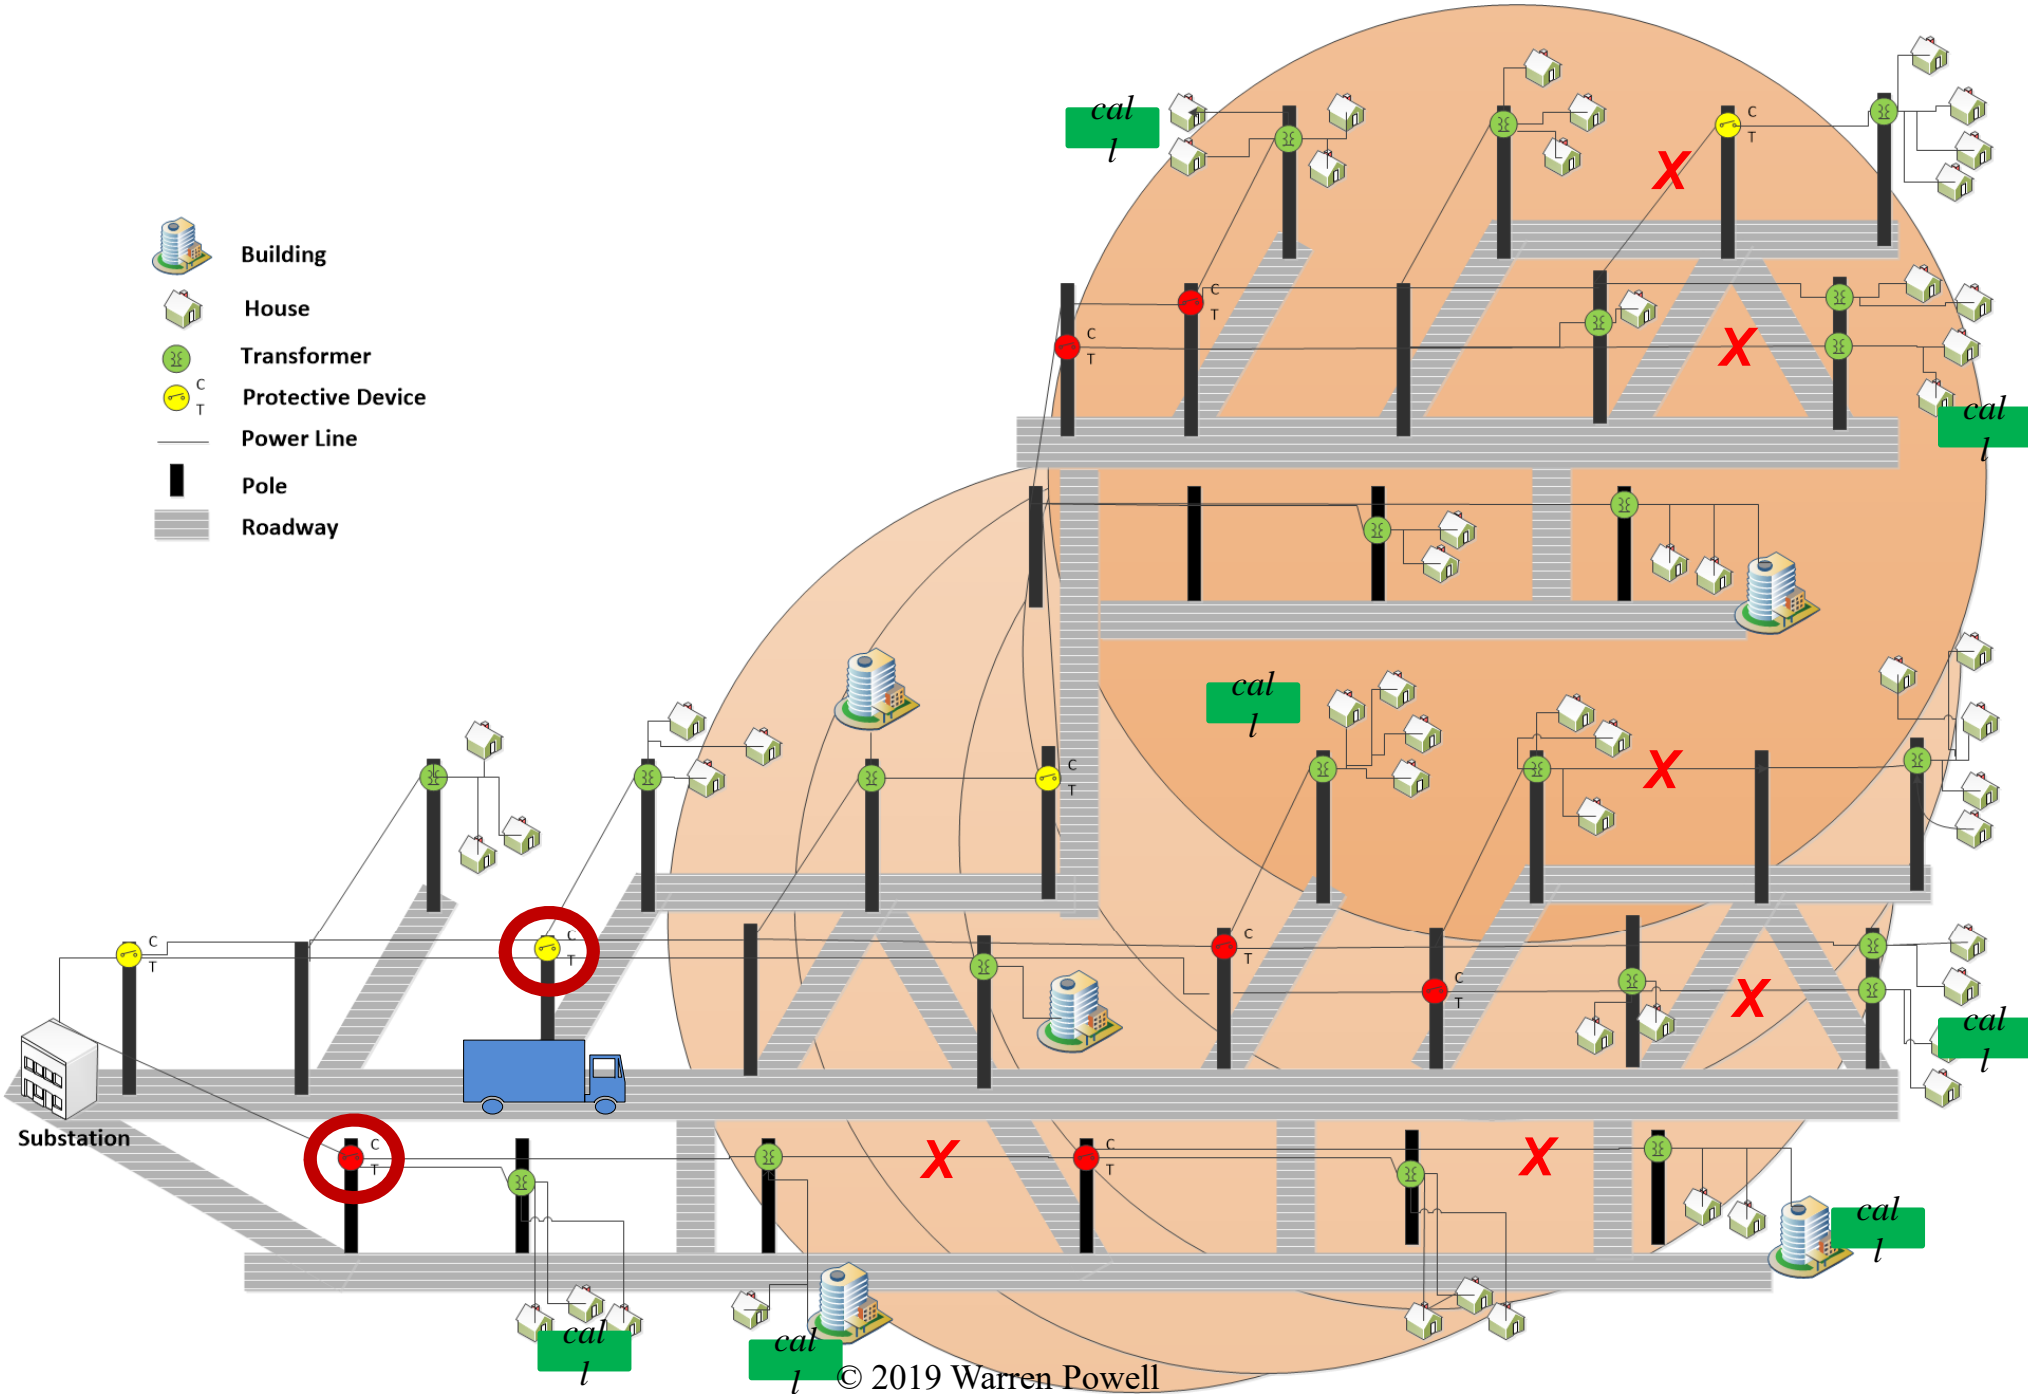 cal
l
C
T
X
C
T
C
T
X
cal
l
Building
House
Transformer
C
T
Protective Device
Power Line
Pole
Roadway
cal
l
C
T
X
C
T
C
T
C
T
C
T
X
cal
l
Substation
C
T
X
C
T
X
cal
l
cal
l
cal
l
© 2019 Warren Powell